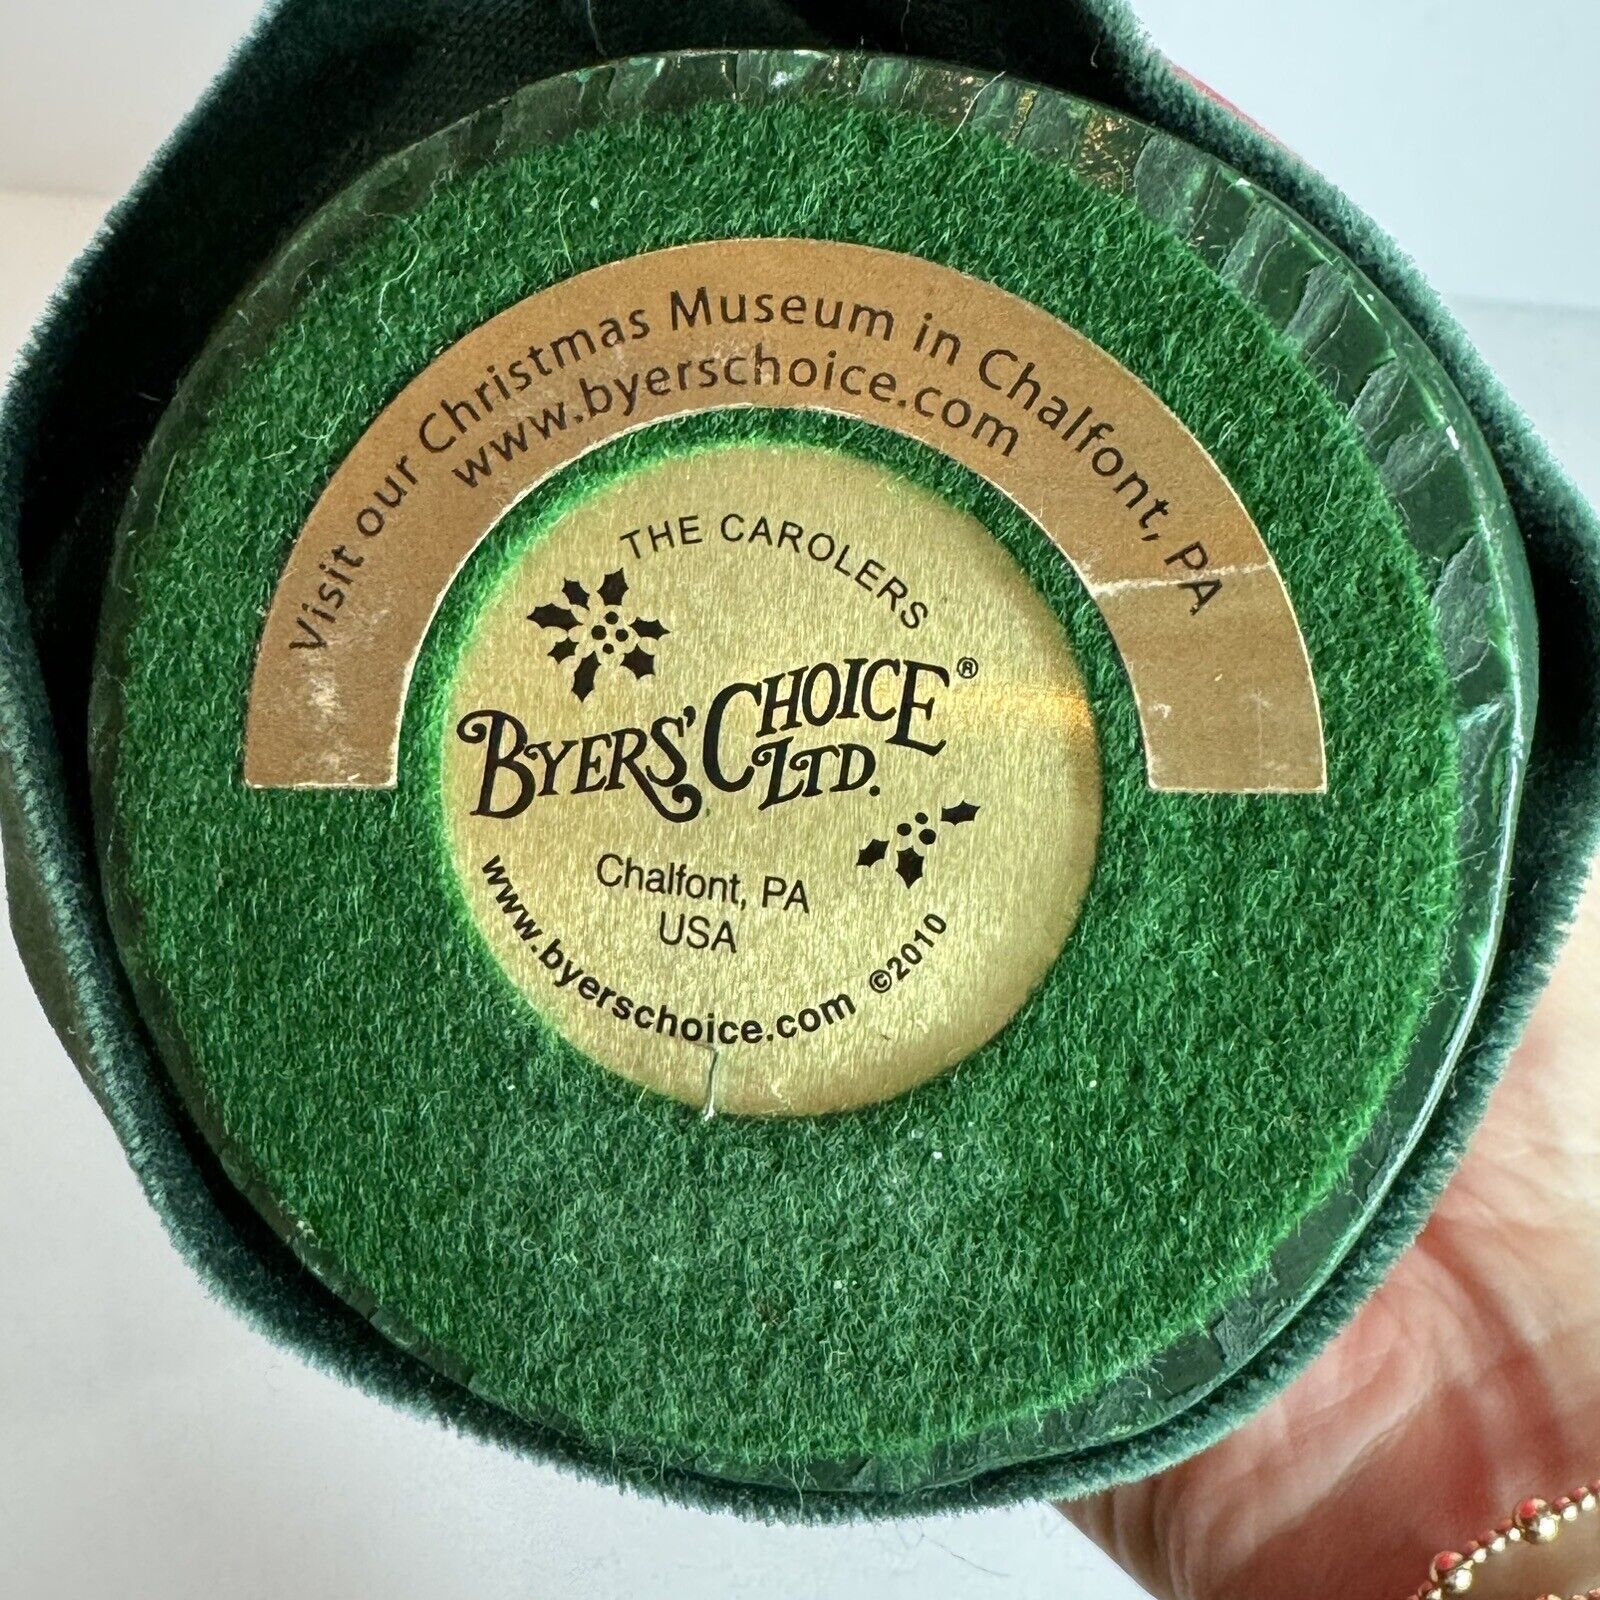 Visit our Christmas Museum in Chalfont, PA
www.byerschoice.com
THE CAROLERS
BYERS' CHOICE®
LTD.
Chalfont, PA
USA
www.byerschoice.com ©2010